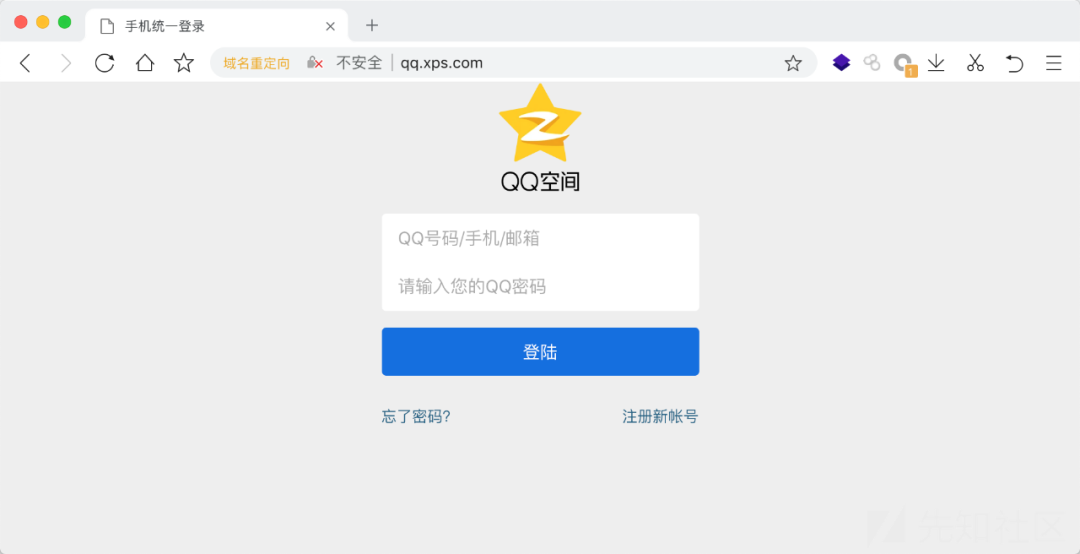 手机统一登录
域名重定向 不安全 qq.xps.com
1
QQ空间
QQ号码/手机/邮箱
请输入您的QQ密码
登陆
忘了密码? 注册新帐号
先知社区